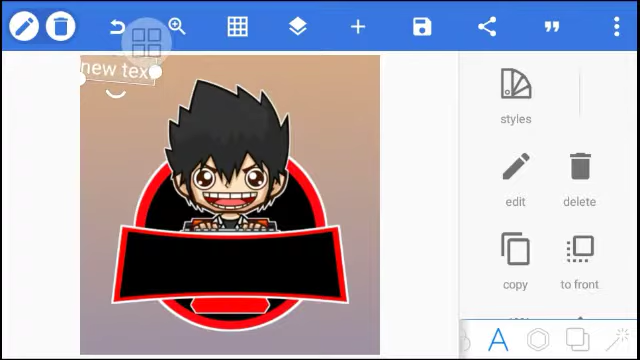 new tex
styles
edit
delete
copy
to front
A